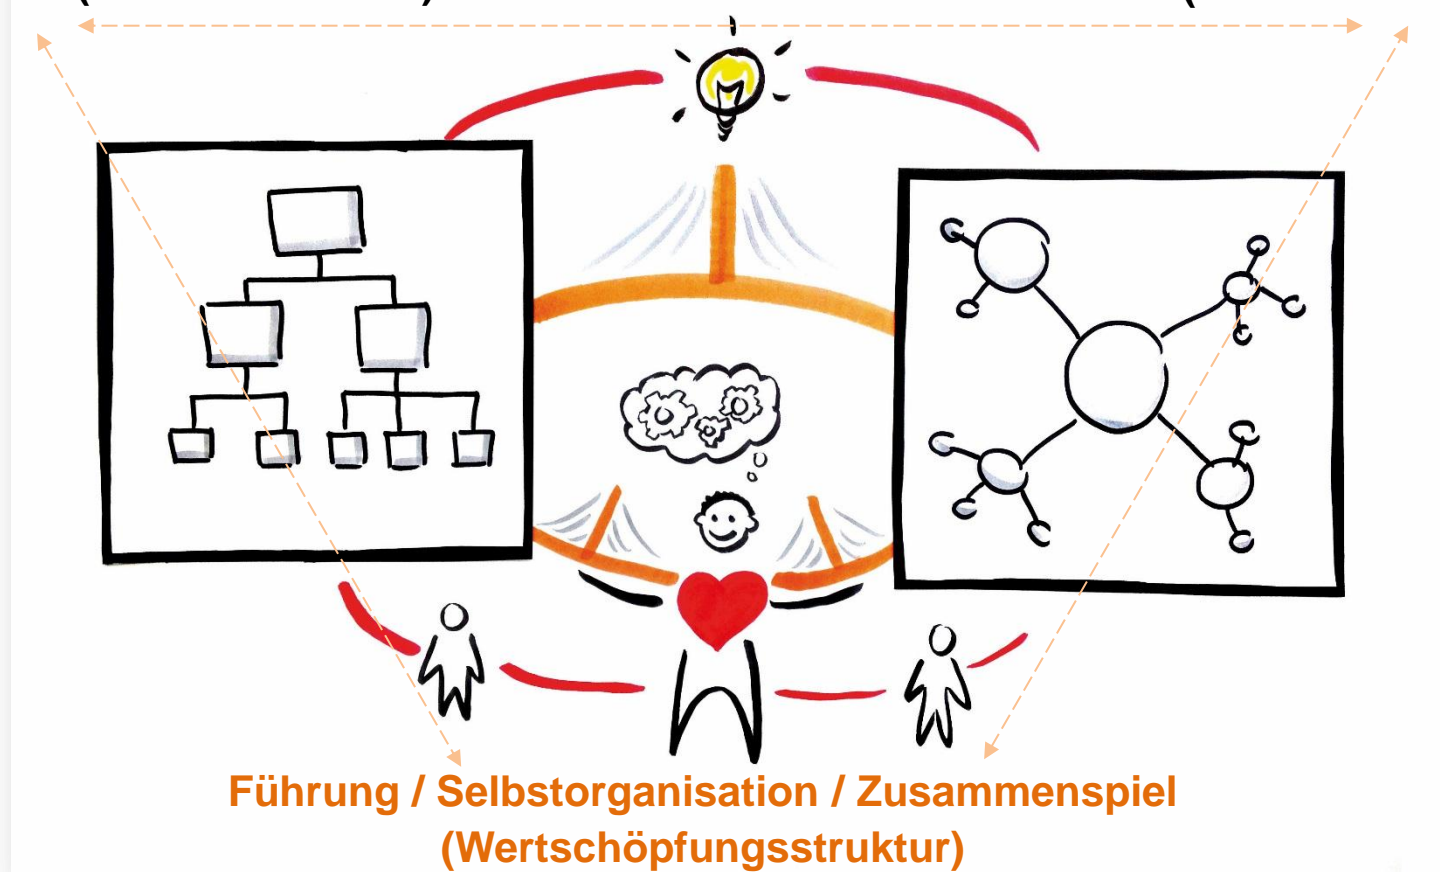 Führung / Selbstorganisation / Zusammenspiel
(Wertschöpfungsstruktur)